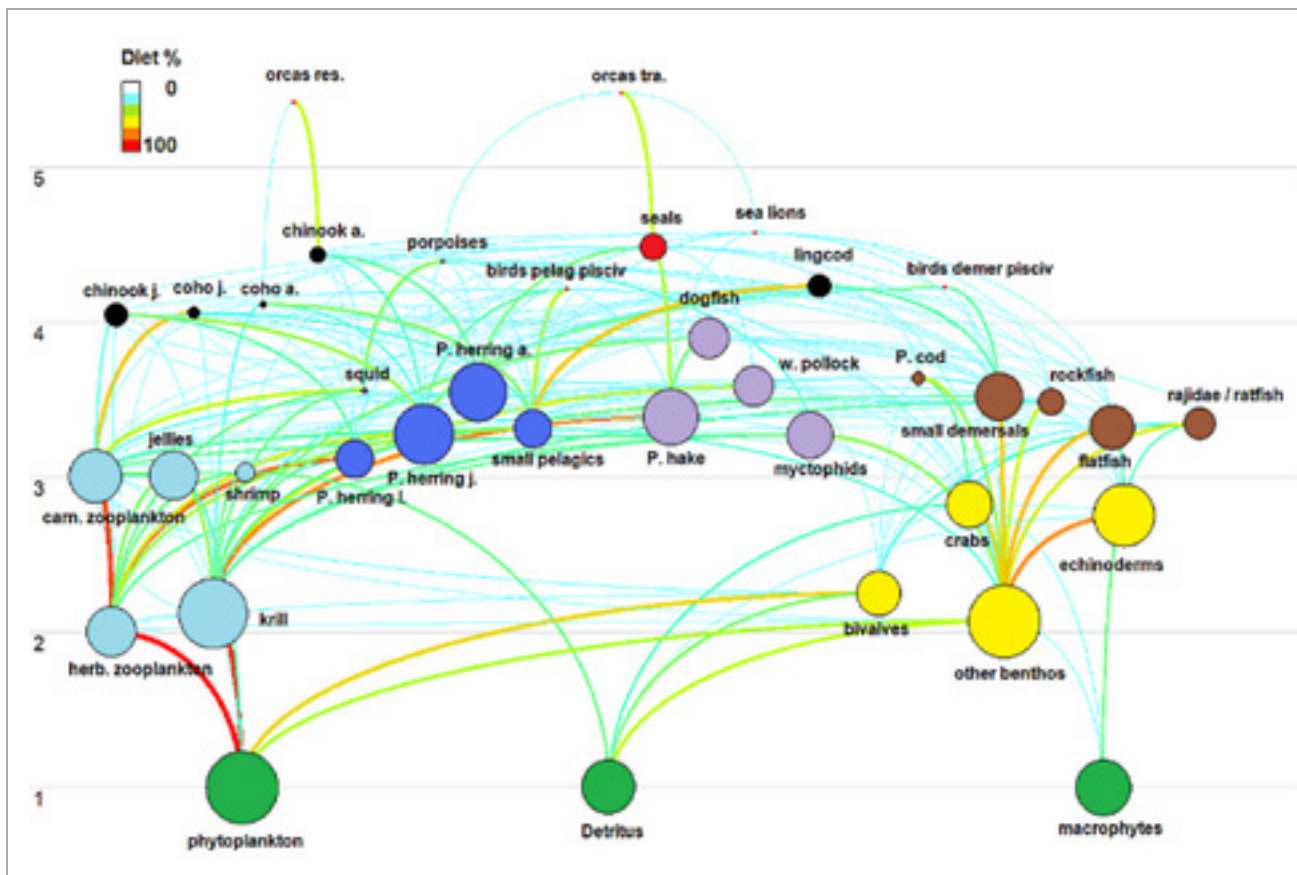 Diet %
0
100
orcas res.
orcas tra.
5
chinook a.
porpoises
seals
sea lions
lingcod
birds pelag pisciv
birds demer pisciv
chinook j.
coho j.
coho a.
dogfish
4
P. herring a.
squid
w. pollock
P. cod
rockfish
rajidae / ratfish
jellies
small pelagics
P. hake
myctophids
small demersals
flatfish
3
carn. zooplankton
shrimp
P. herring l.
P. herring j.
crabs
echinoderms
2
herb. zooplankton
krill
bivalves
other benthos
1
phytoplankton
Detritus
macrophytes